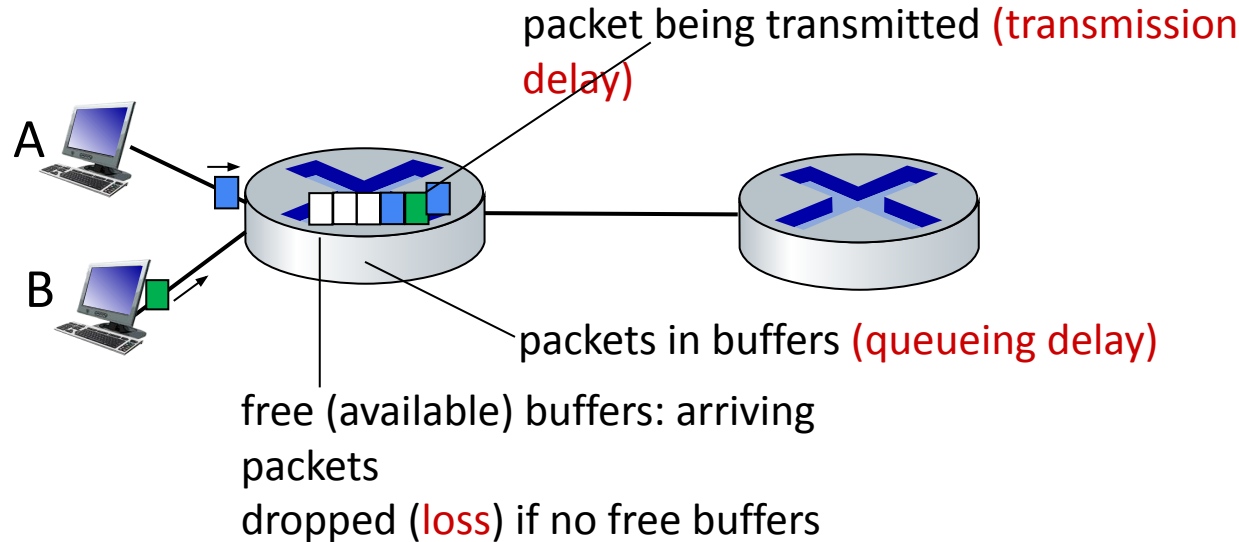 packet being transmitted (transmission
delay)
A
B
packets in buffers (queueing delay)
free (available) buffers: arriving
packets
dropped (loss) if no free buffers